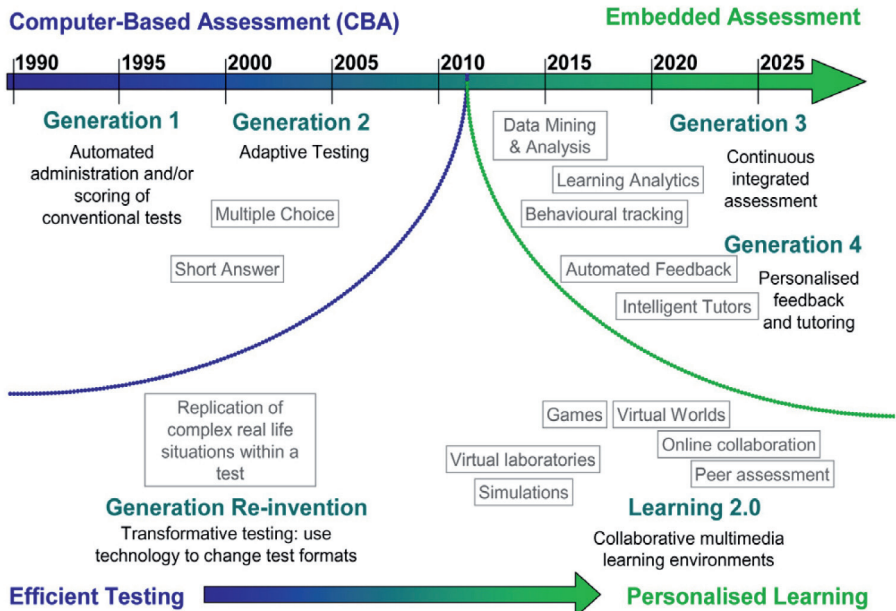 Computer-Based Assessment (CBA)
Embedded Assessment
1990
1995
2000
2005
2010
2015
2020
2025
Generation 1
Automated
administration and/or
scoring of
conventional tests
Generation 2
Adaptive Testing
Multiple Choice
Short Answer
Data Mining
& Analysis
Learning Analytics
Behavioural tracking
Generation 3
Continuous
integrated
assessment
Generation 4
Personalised
feedback
and tutoring
Automated Feedback
Intelligent Tutors
Replication of
complex real life
situations within a
test
Generation Re-invention
Transformative testing: use
technology to change test formats
Games
Virtual Worlds
Online collaboration
Virtual laboratories
Peer assessment
Simulations
Learning 2.0
Collaborative multimedia
learning environments
Efficient Testing
Personalised Learning